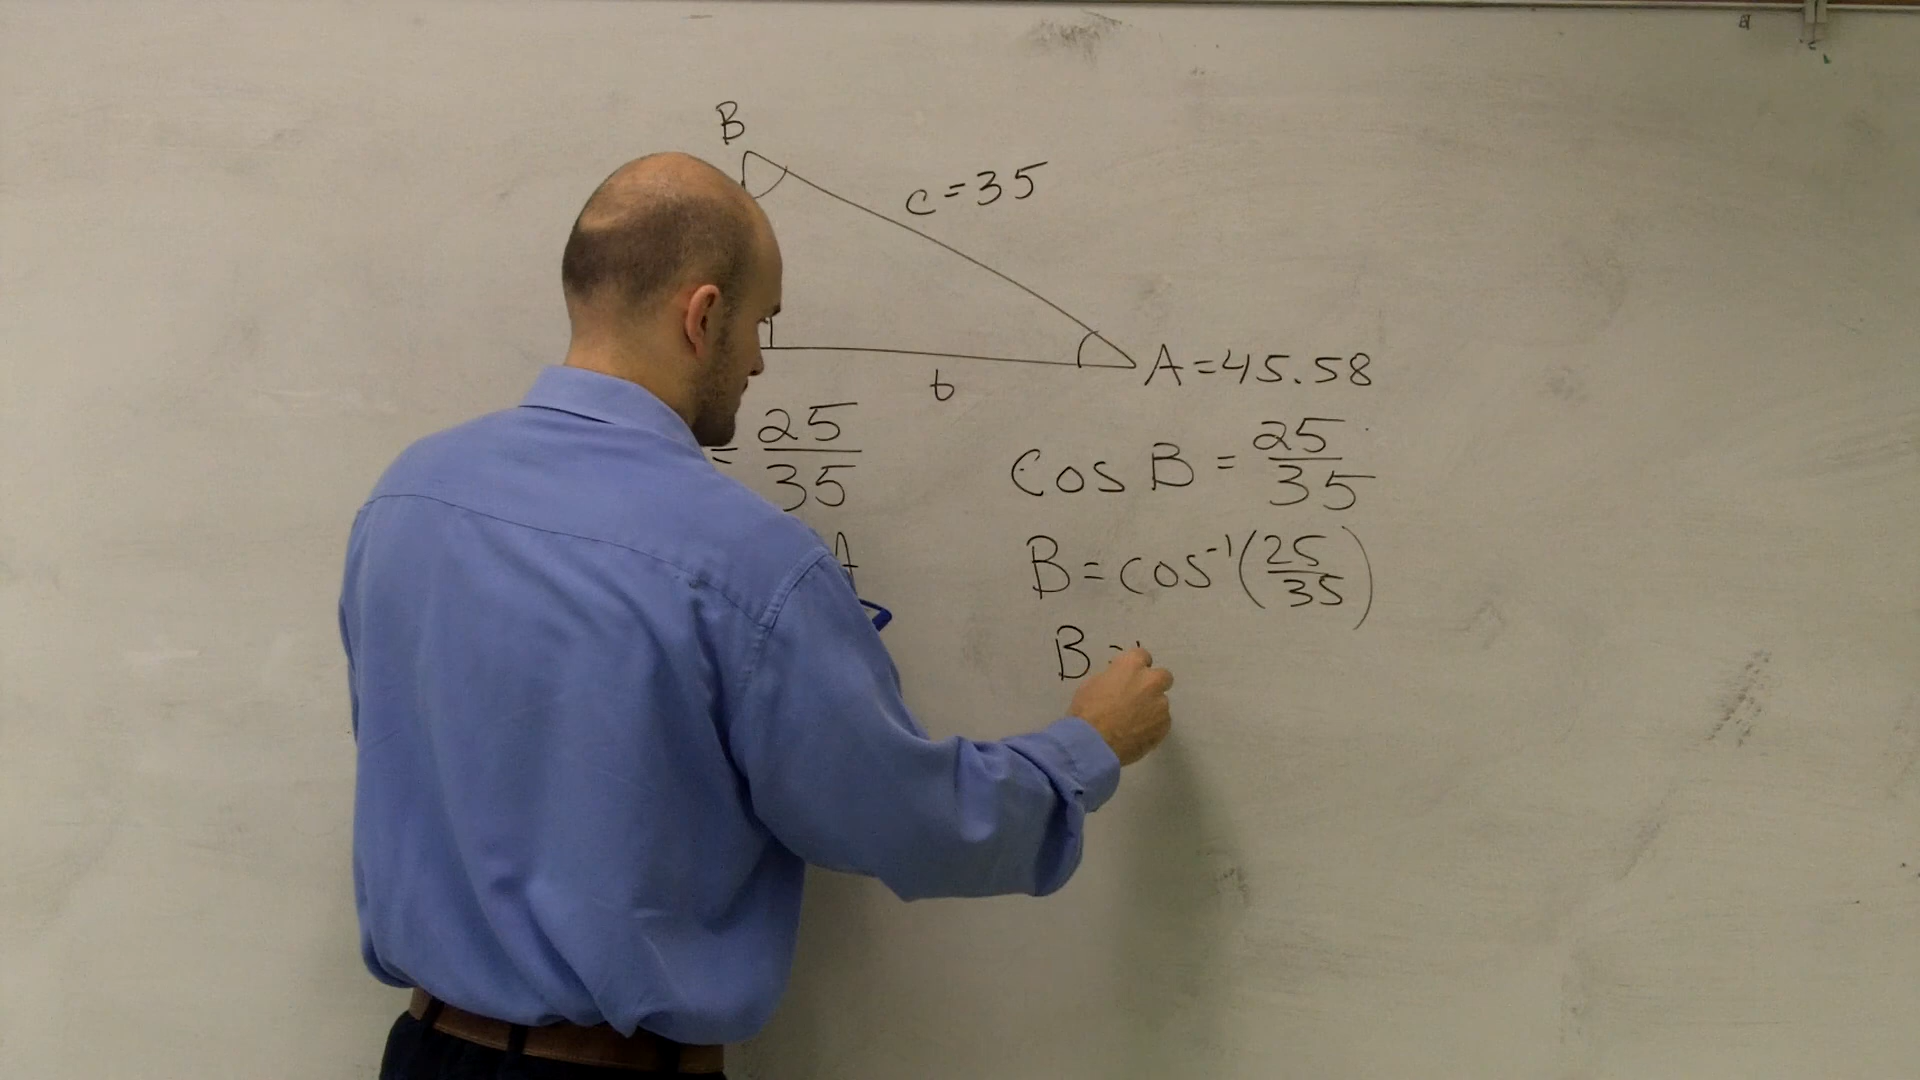 B
c=35
A=45.58
b
= 25/35
cos B = 25/35
A
B=cos⁻¹(25/35)
B =